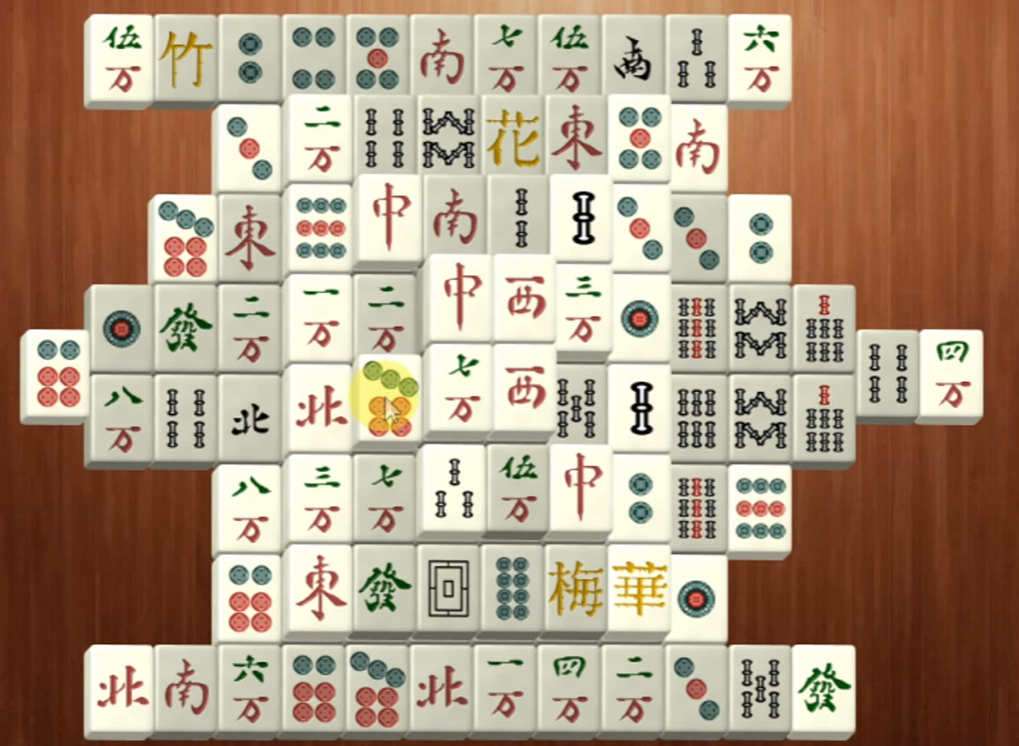 伍万 竹 南 七万 伍万 南 六万
二万 花 東 南
東 中 南
發 二万 一万 二万 中 西 三万
四万
八万 北 北 七万 西
八万 三万 七万 伍万 中
東 發 梅 華
北 南 六万 北 一万 四万 二万 發